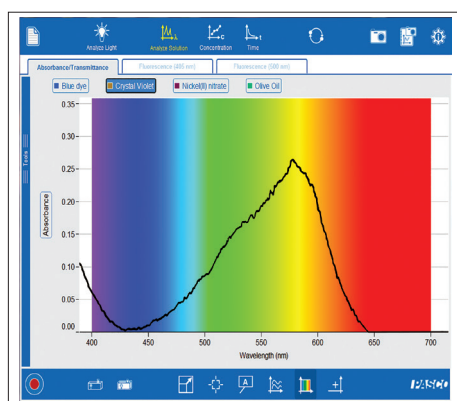 Analyze Light
Analyze Solution
Concentration
Time
Absorbance/Transmittance
Fluorescence (405 nm)
Fluorescence (500 nm)
Blue dye
Crystal Violet
Nickel(II) nitrate
Olive Oil
Tools
Absorbance
0.35
0.30
0.25
0.20
0.15
0.10
0.05
0.00
400 450 500 550 600 650 700
Wavelength (nm)
A
PASCO